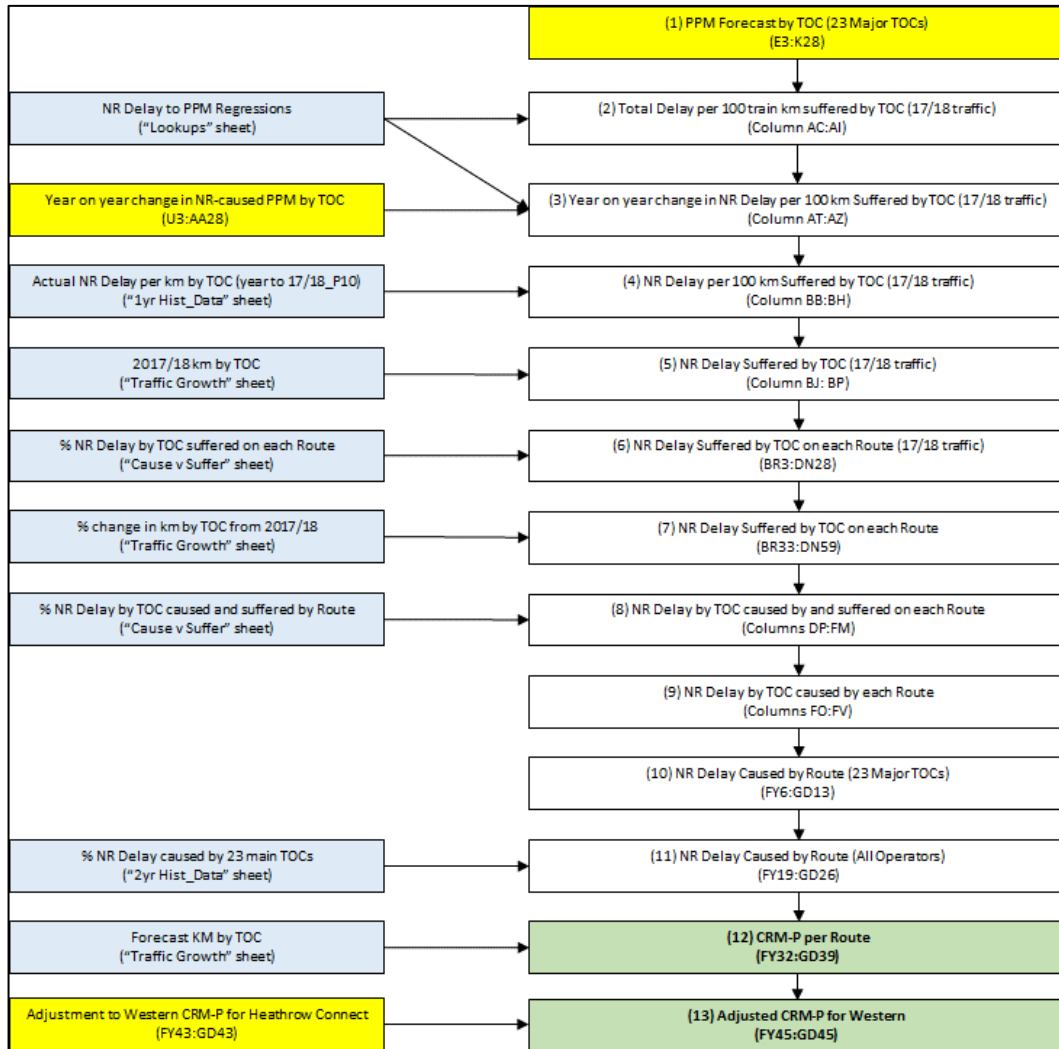 (1) PPM Forecast by TOC (23 Major TOCs)
(E3:K28)
NR Delay to PPM Regressions
("Lookups" sheet)
(2) Total Delay per 100 train km suffered by TOC (17/18 traffic)
(Column AC:AI)
Year on year change in NR-caused PPM by TOC
(U3:AA28)
(3) Year on year change in NR Delay per 100 km Suffered by TOC (17/18 traffic)
(Column AT:AZ)
Actual NR Delay per km by TOC (year to 17/18_P10)
("1yr Hist_Data" sheet)
(4) NR Delay per 100 km Suffered by TOC (17/18 traffic)
(Column BB:BH)
2017/18 km by TOC
("Traffic Growth" sheet)
(5) NR Delay Suffered by TOC (17/18 traffic)
(Column BJ: BP)
% NR Delay by TOC suffered on each Route
("Cause v Suffer" sheet)
(6) NR Delay Suffered by TOC on each Route (17/18 traffic)
(BR3:DN28)
% change in km by TOC from 2017/18
("Traffic Growth" sheet)
(7) NR Delay Suffered by TOC on each Route
(BR33:DN59)
% NR Delay by TOC caused and suffered by Route
("Cause v Suffer" sheet)
(8) NR Delay by TOC caused by and suffered on each Route
(Columns DP:FM)
(9) NR Delay by TOC caused by each Route
(Columns FO:FV)
(10) NR Delay Caused by Route (23 Major TOCs)
(FY6:GD13)
% NR Delay caused by 23 main TOCs
("2yr Hist_Data" sheet)
(11) NR Delay Caused by Route (All Operators)
(FY19:GD26)
Forecast KM by TOC
("Traffic Growth" sheet)
(12) CRM-P per Route
(FY32:GD39)
Adjustment to Western CRM-P for Heathrow Connect
(FY43:GD43)
(13) Adjusted CRM-P for Western
(FY45:GD45)